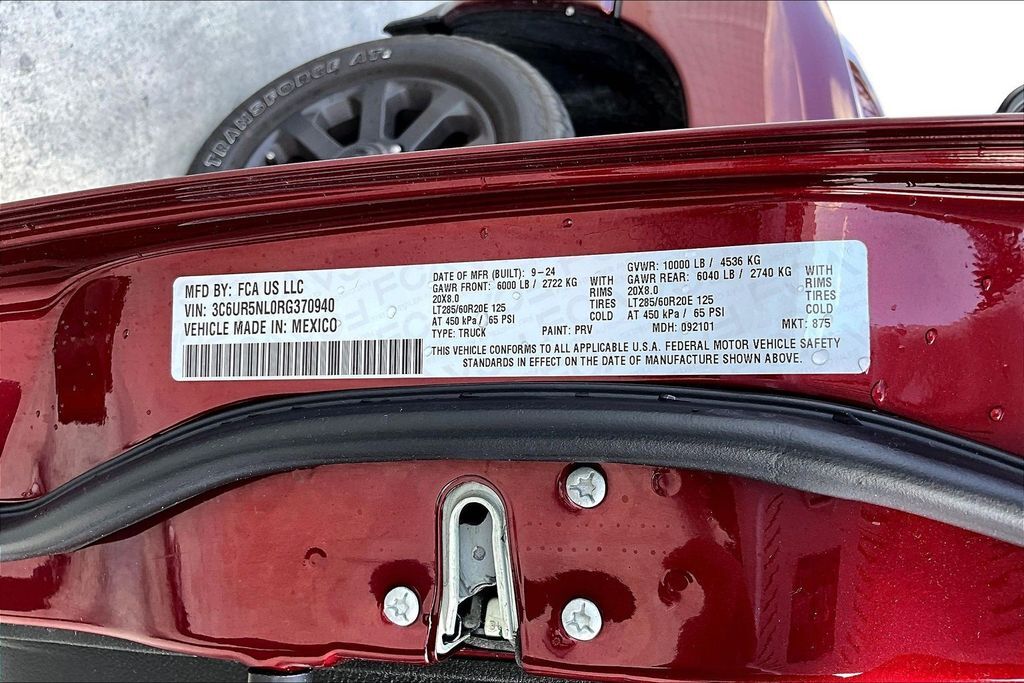 TRANSFORCE AT
MFD BY: FCA US LLC
VIN: 3C6UR5NL0RG370940
VEHICLE MADE IN: MEXICO
DATE OF MFR (BUILT): 9-24
GAWR FRONT: 6000 LB / 2722 KG WITH
20X8.0 RIMS
LT285/60R20E 125 TIRES
AT 450 kPa / 65 PSI COLD
TYPE: TRUCK PAINT: PRV
GVWR: 10000 LB / 4536 KG
GAWR REAR: 6040 LB / 2740 KG WITH
20X8.0 RIMS
LT285/60R20E 125 TIRES
AT 450 kPa / 65 PSI COLD
MDH: 092101 MKT: 875
THIS VEHICLE CONFORMS TO ALL APPLICABLE U.S.A. FEDERAL MOTOR VEHICLE SAFETY
STANDARDS IN EFFECT ON THE DATE OF MANUFACTURE SHOWN ABOVE.